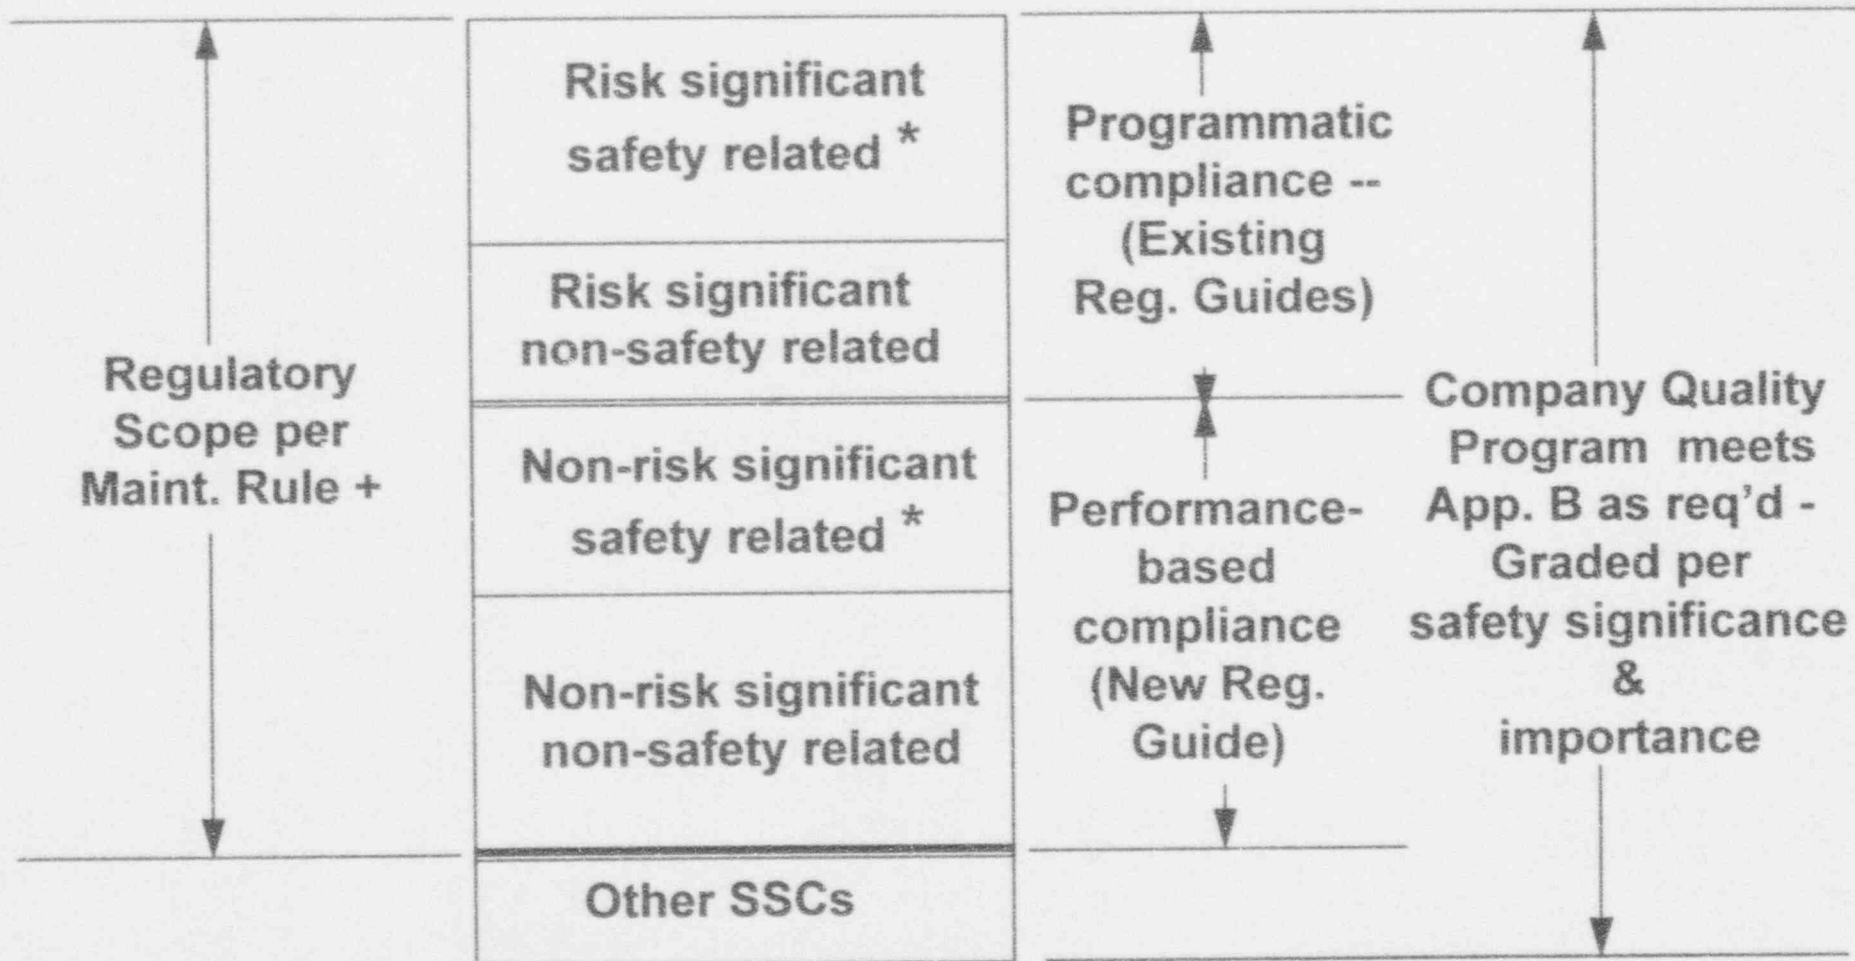 Regulatory
Scope per
Maint. Rule +
Risk significant
safety related *
Risk significant
non-safety related
Non-risk significant
safety related *
Non-risk significant
non-safety related
Other SSCs
Programmatic
compliance --
(Existing
Reg. Guides)
Performance-
based
compliance
(New Reg.
Guide)
Company Quality
Program meets
App. B as req'd -
Graded per
safety significance
&
importance